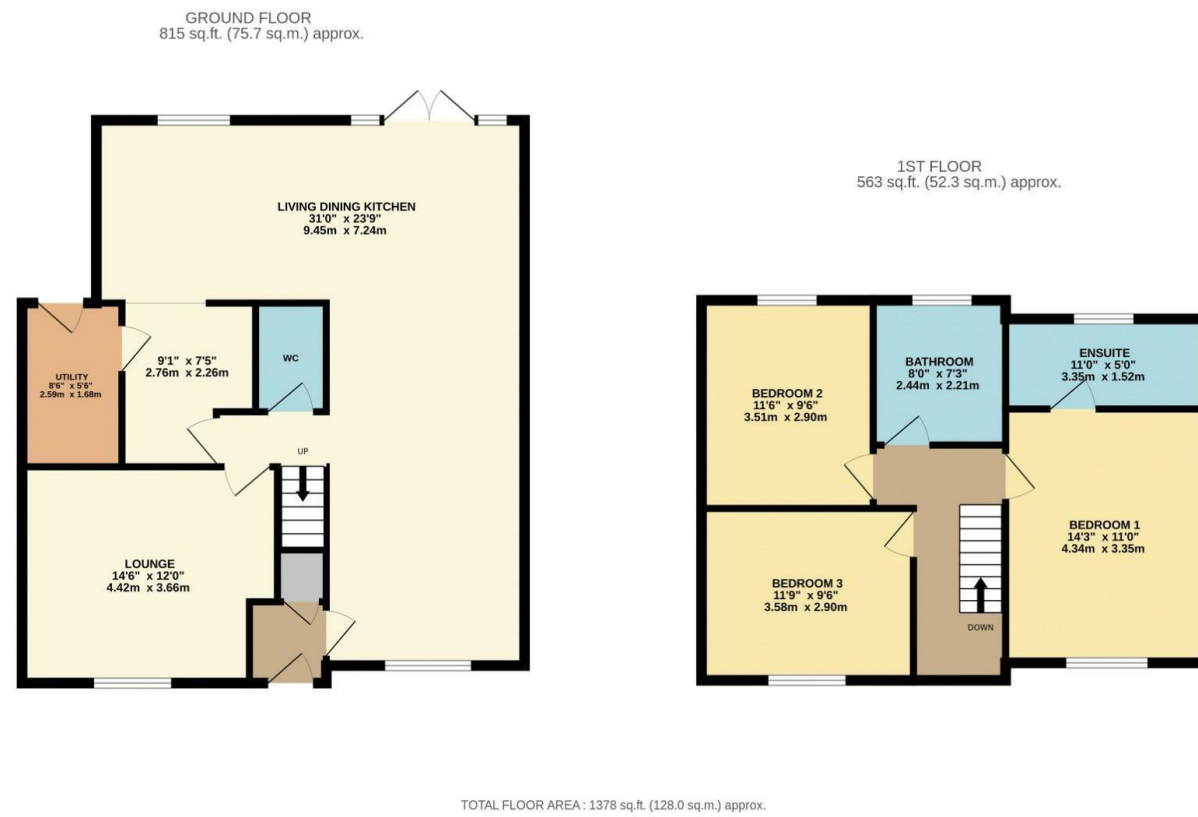 GROUND FLOOR
815 sq.ft. (75.7 sq.m.) approx.
LIVING DINING KITCHEN
31'0" x 23'9"
9.45m x 7.24m
UTILITY
8'6" x 5'6"
2.59m x 1.68m
9'1" x 7'5"
2.76m x 2.26m
WC
UP
LOUNGE
14'6" x 12'0"
4.42m x 3.66m
1ST FLOOR
563 sq.ft. (52.3 sq.m.) approx.
BEDROOM 2
11'6" x 9'6"
3.51m x 2.90m
BATHROOM
8'0" x 7'3"
2.44m x 2.21m
ENSUITE
11'0" x 5'0"
3.35m x 1.52m
BEDROOM 1
14'3" x 11'0"
4.34m x 3.35m
BEDROOM 3
11'9" x 9'6"
3.58m x 2.90m
DOWN
TOTAL FLOOR AREA : 1378 sq.ft. (128.0 sq.m.) approx.